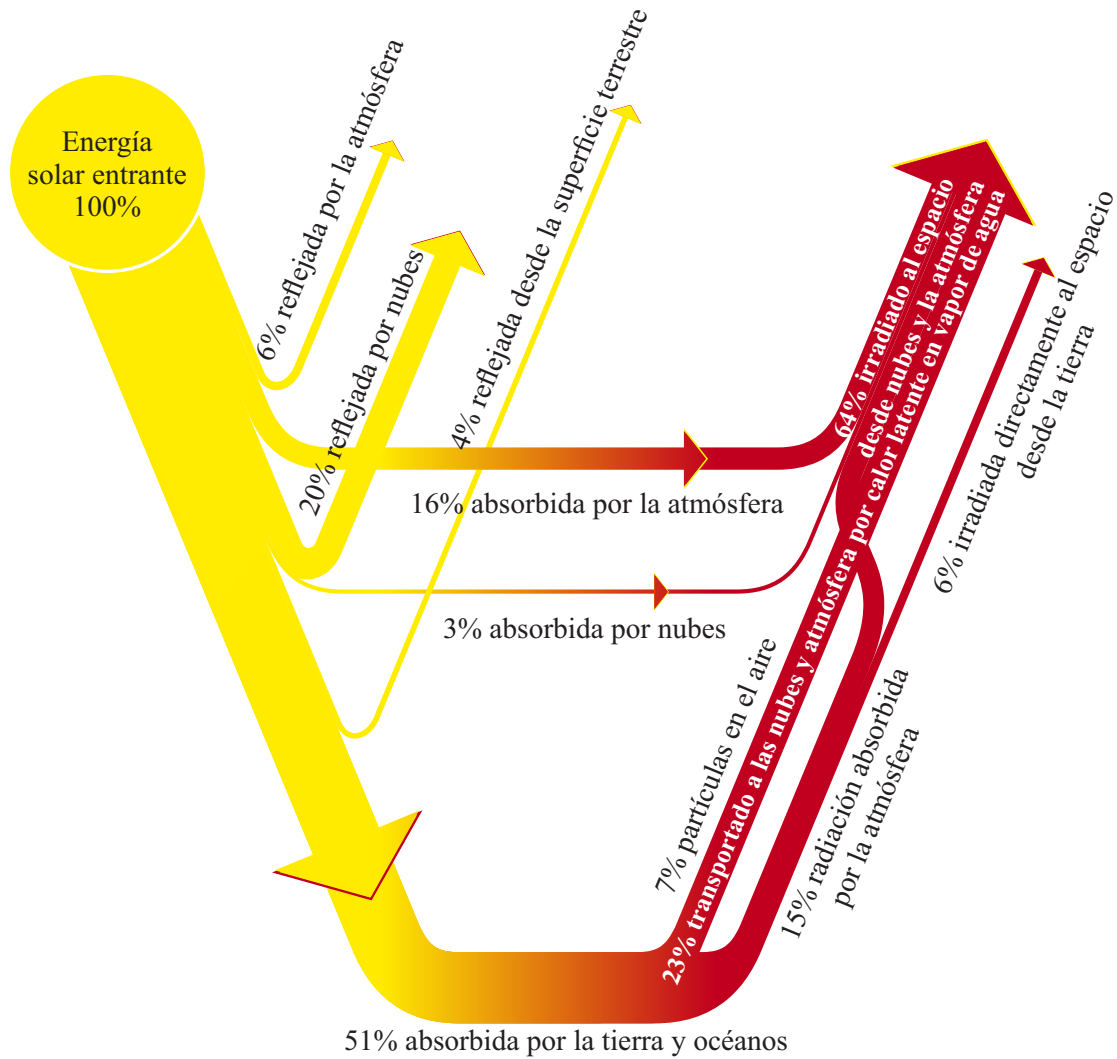 Energía
solar entrante
100%
6% reflejada por la atmósfera
20% reflejada por nubes
4% reflejada desde la superficie terrestre
16% absorbida por la atmósfera
3% absorbida por nubes
64% irradiado al espacio
desde nubes y la atmósfera
6% irradiada directamente al espacio
desde la tierra
7% partículas en el aire
23% transportado a las nubes y atmósfera por calor latente en vapor de agua
15% radiación absorbida
por la atmósfera
51% absorbida por la tierra y océanos